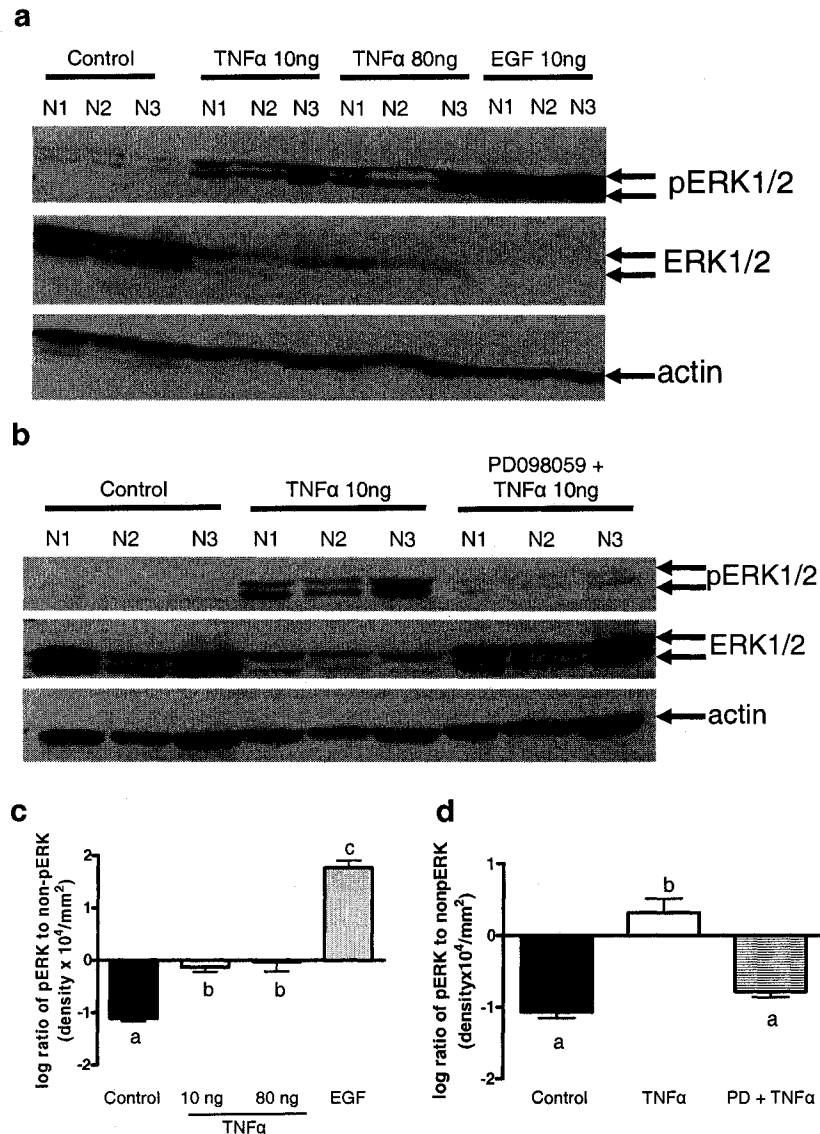 a
Control TNFα 10ng TNFα 80ng EGF 10ng
N1 N2 N3 N1 N2 N3 N1 N2 N3 N1 N2 N3
pERK1/2
ERK1/2
actin
b
Control TNFα 10ng PD098059 + TNFα 10ng
N1 N2 N3 N1 N2 N3 N1 N2 N3
pERK1/2
ERK1/2
actin
c
log ratio of pERK to non-pERK
(density x 10⁴/mm²)
2
1
0
-1
-2
a
b
b
c
Control 10 ng 80 ng EGF
TNFα
d
log ratio of pERK to nonpERK
(densityx10⁴/mm²)
1
0
-1
-2
a
b
a
Control TNFα PD + TNFα